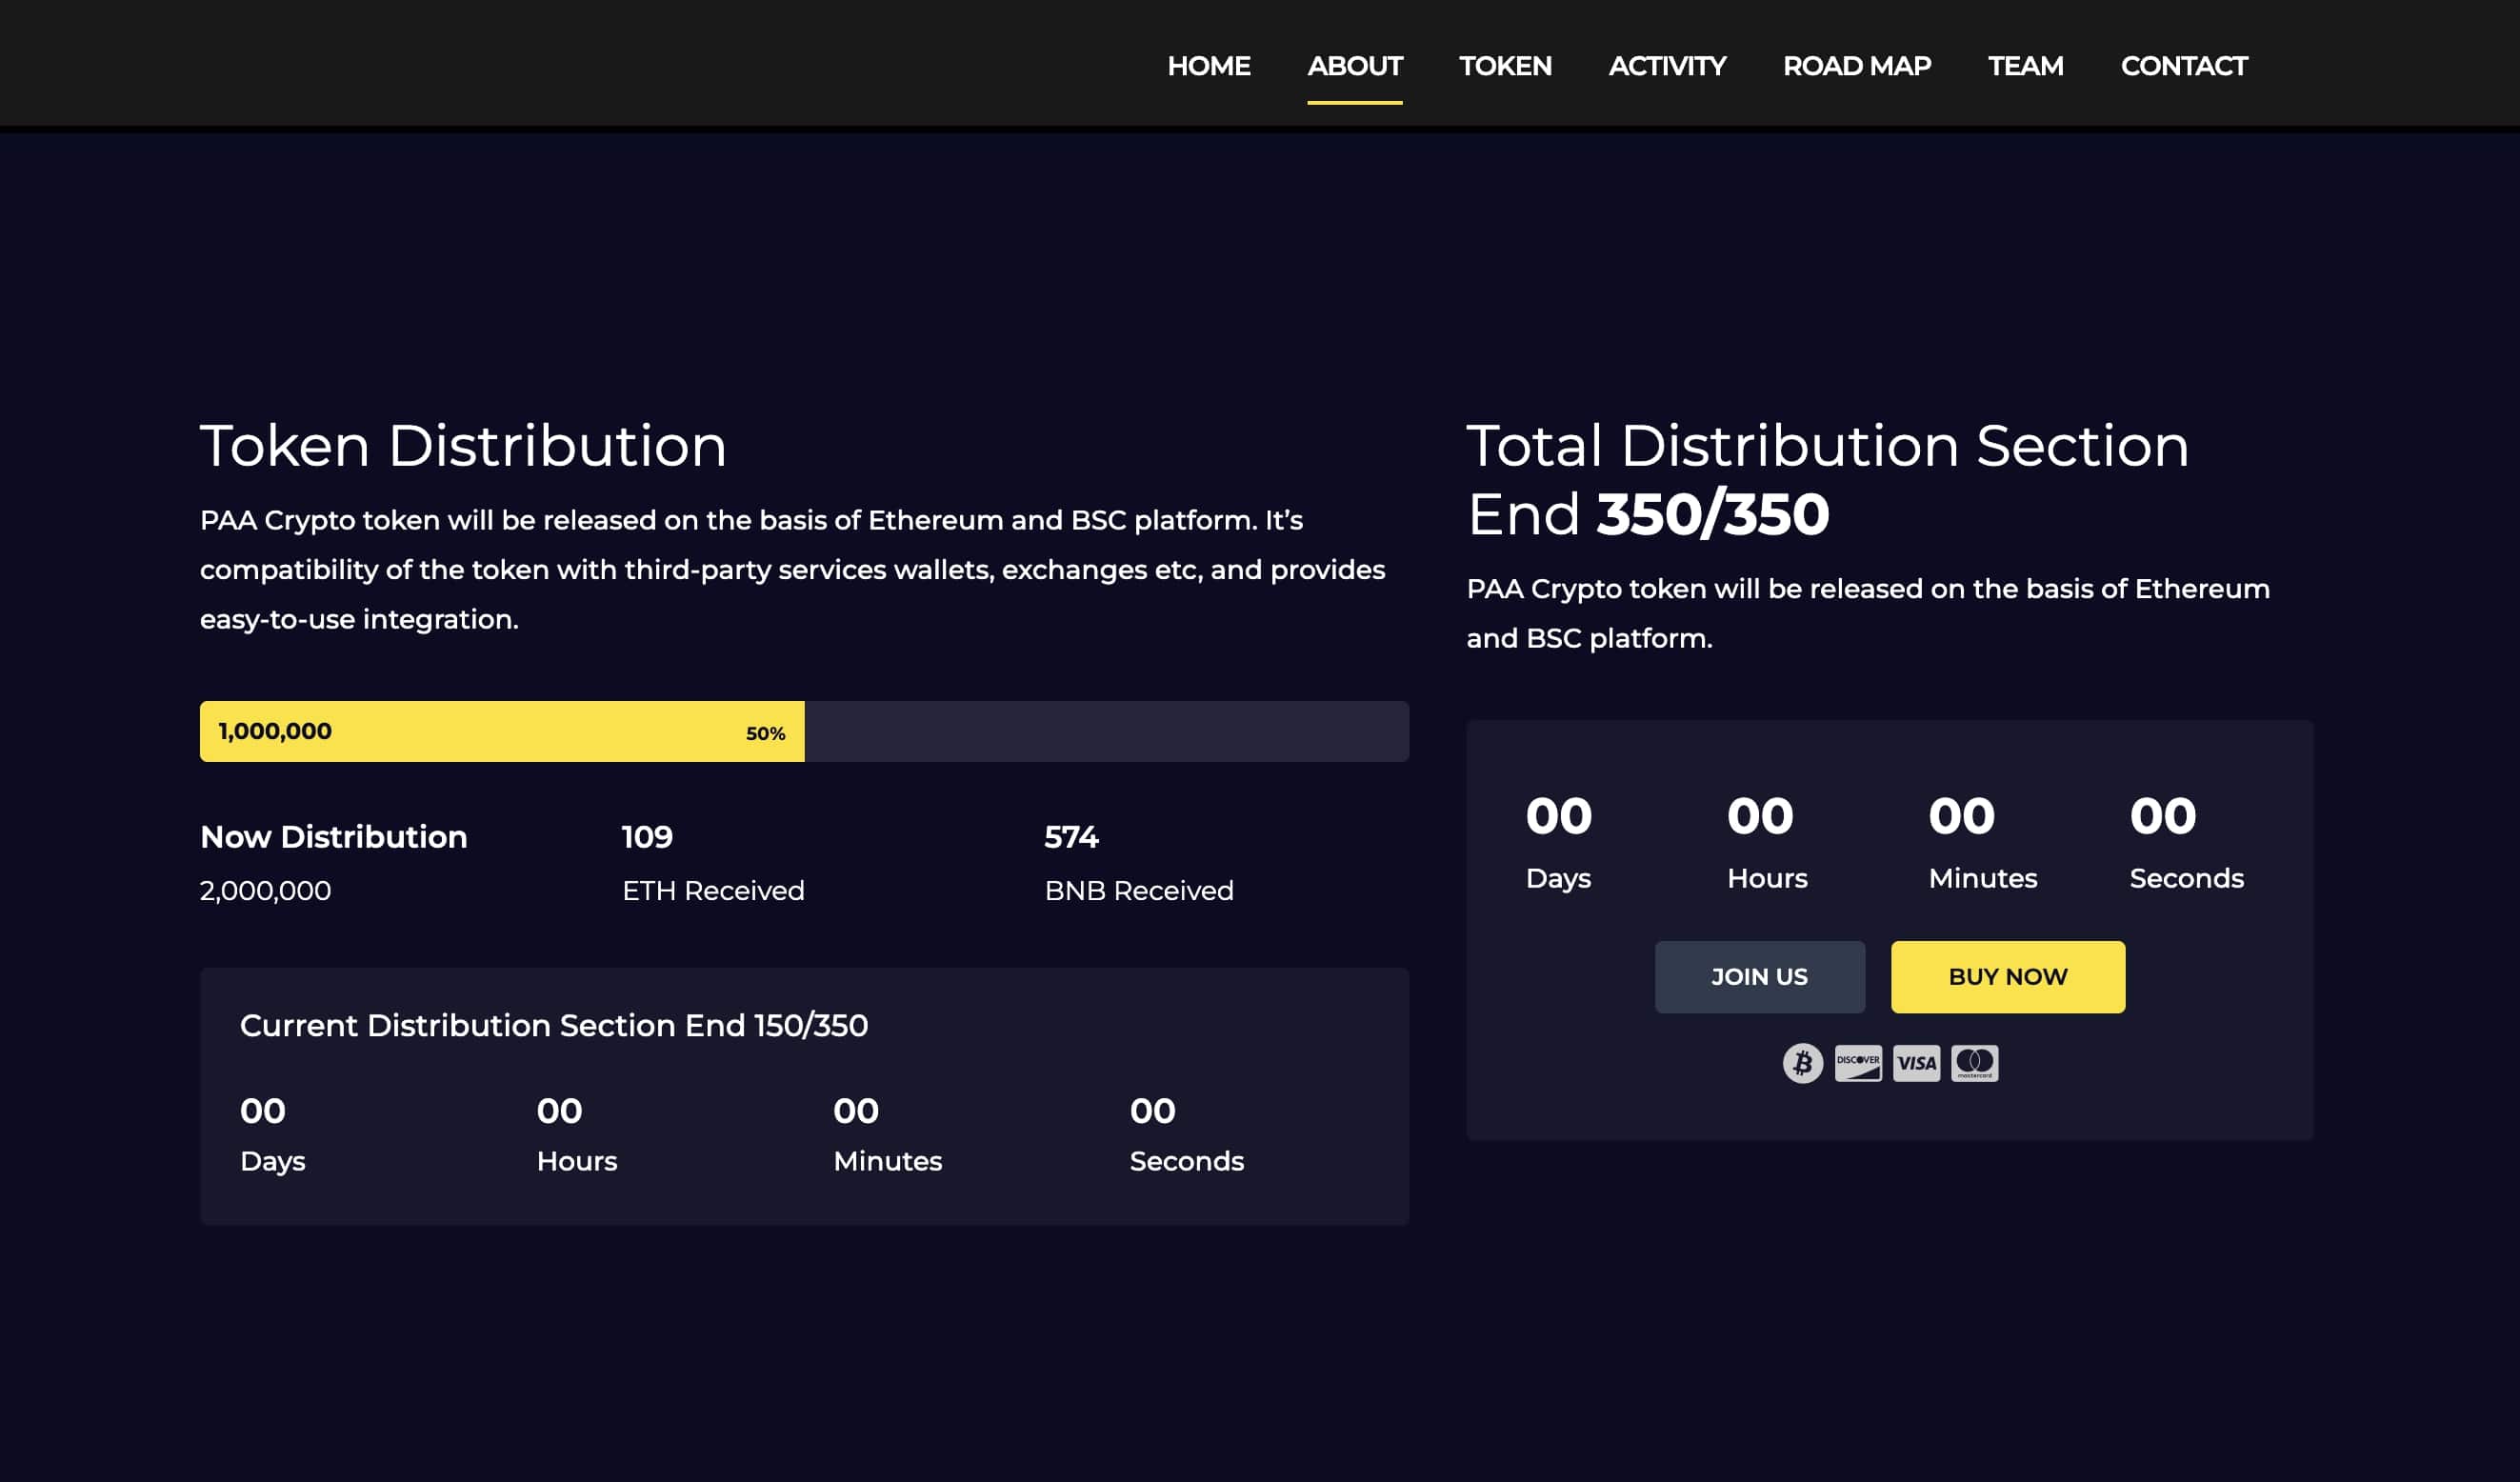 HOME ABOUT TOKEN ACTIVITY ROAD MAP TEAM CONTACT
Token Distribution
PAA Crypto token will be released on the basis of Ethereum and BSC platform. It’s
compatibility of the token with third-party services wallets, exchanges etc, and provides
easy-to-use integration.
1,000,000 50%
Now Distribution 109 574
2,000,000 ETH Received BNB Received
Current Distribution Section End 150/350
00 00 00 00
Days Hours Minutes Seconds
Total Distribution Section
End 350/350
PAA Crypto token will be released on the basis of Ethereum
and BSC platform.
00 00 00 00
Days Hours Minutes Seconds
JOIN US BUY NOW
DISCOVER VISA mastercard